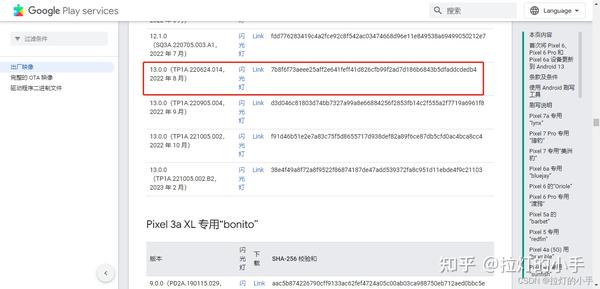 Google Play services
搜索
Language
过滤条件
出厂映像
完整的 OTA 映像
驱动程序二进制文件
12.1.0
(SQ3A.220705.003.A1,
2022 年 7 月)
闪光灯
Link
fdd776283419c4a2fce92c8f542ac03474668d96e11e849538a69499050212e7
13.0.0 (TP1A.220624.014,
2022 年 8 月)
闪光灯
Link
7b8f6f73aeee25aff2e641feff41d826cfb99f2ad7d186b6843b5dfaddcdedb4
13.0.0 (TP1A.220905.004,
2022 年 9 月)
闪光灯
Link
d3d046c81803d74bb7327a99a8e66884256f2853fb14c2f555a2f7719a6961f8
13.0.0 (TP1A.221005.002,
2022 年 10 月)
闪光灯
Link
f91d46b51e2e7a83c75f5d8655717d938def82a89f6ce87db5cfd0ac4bca8cc4
13.0.0
(TP1A.221005.002.B2,
2023 年 2 月)
闪光灯
Link
38e4f49a8f72a8f9522f86874187de47add539372fa8c951d11ebde4f9c21103
Pixel 3a XL 专用“bonito”
版本
闪光灯
下载
SHA-256 校验和
9.0.0 (PD2A.190115.029,
闪
aac5b874226790cff9133ac62fef4724a05c00ab03ca988750eb712aed0bbc5e
本页内容
首次将 Pixel 6、
Pixel 6 Pro 和
Pixel 6a 设备更新
到 Android 13
条款及条件
使用 Android 刷写工
具
刷写说明
Pixel 7a 专用
“lynx”
Pixel 7 Pro 专用
“猎豹”
Pixel 7 专用“美洲
豹”
Pixel 6a 专用
“bluejay”
Pixel 6 的“Oriole”
Pixel 6 Pro 专用
“渡鸦”
Pixel 5a 的
“barbet”
Pixel 5 专用
“redfin”
Pixel 4a (5G) 用
知乎 @拉灯的小手
CSDN @拉灯的小手